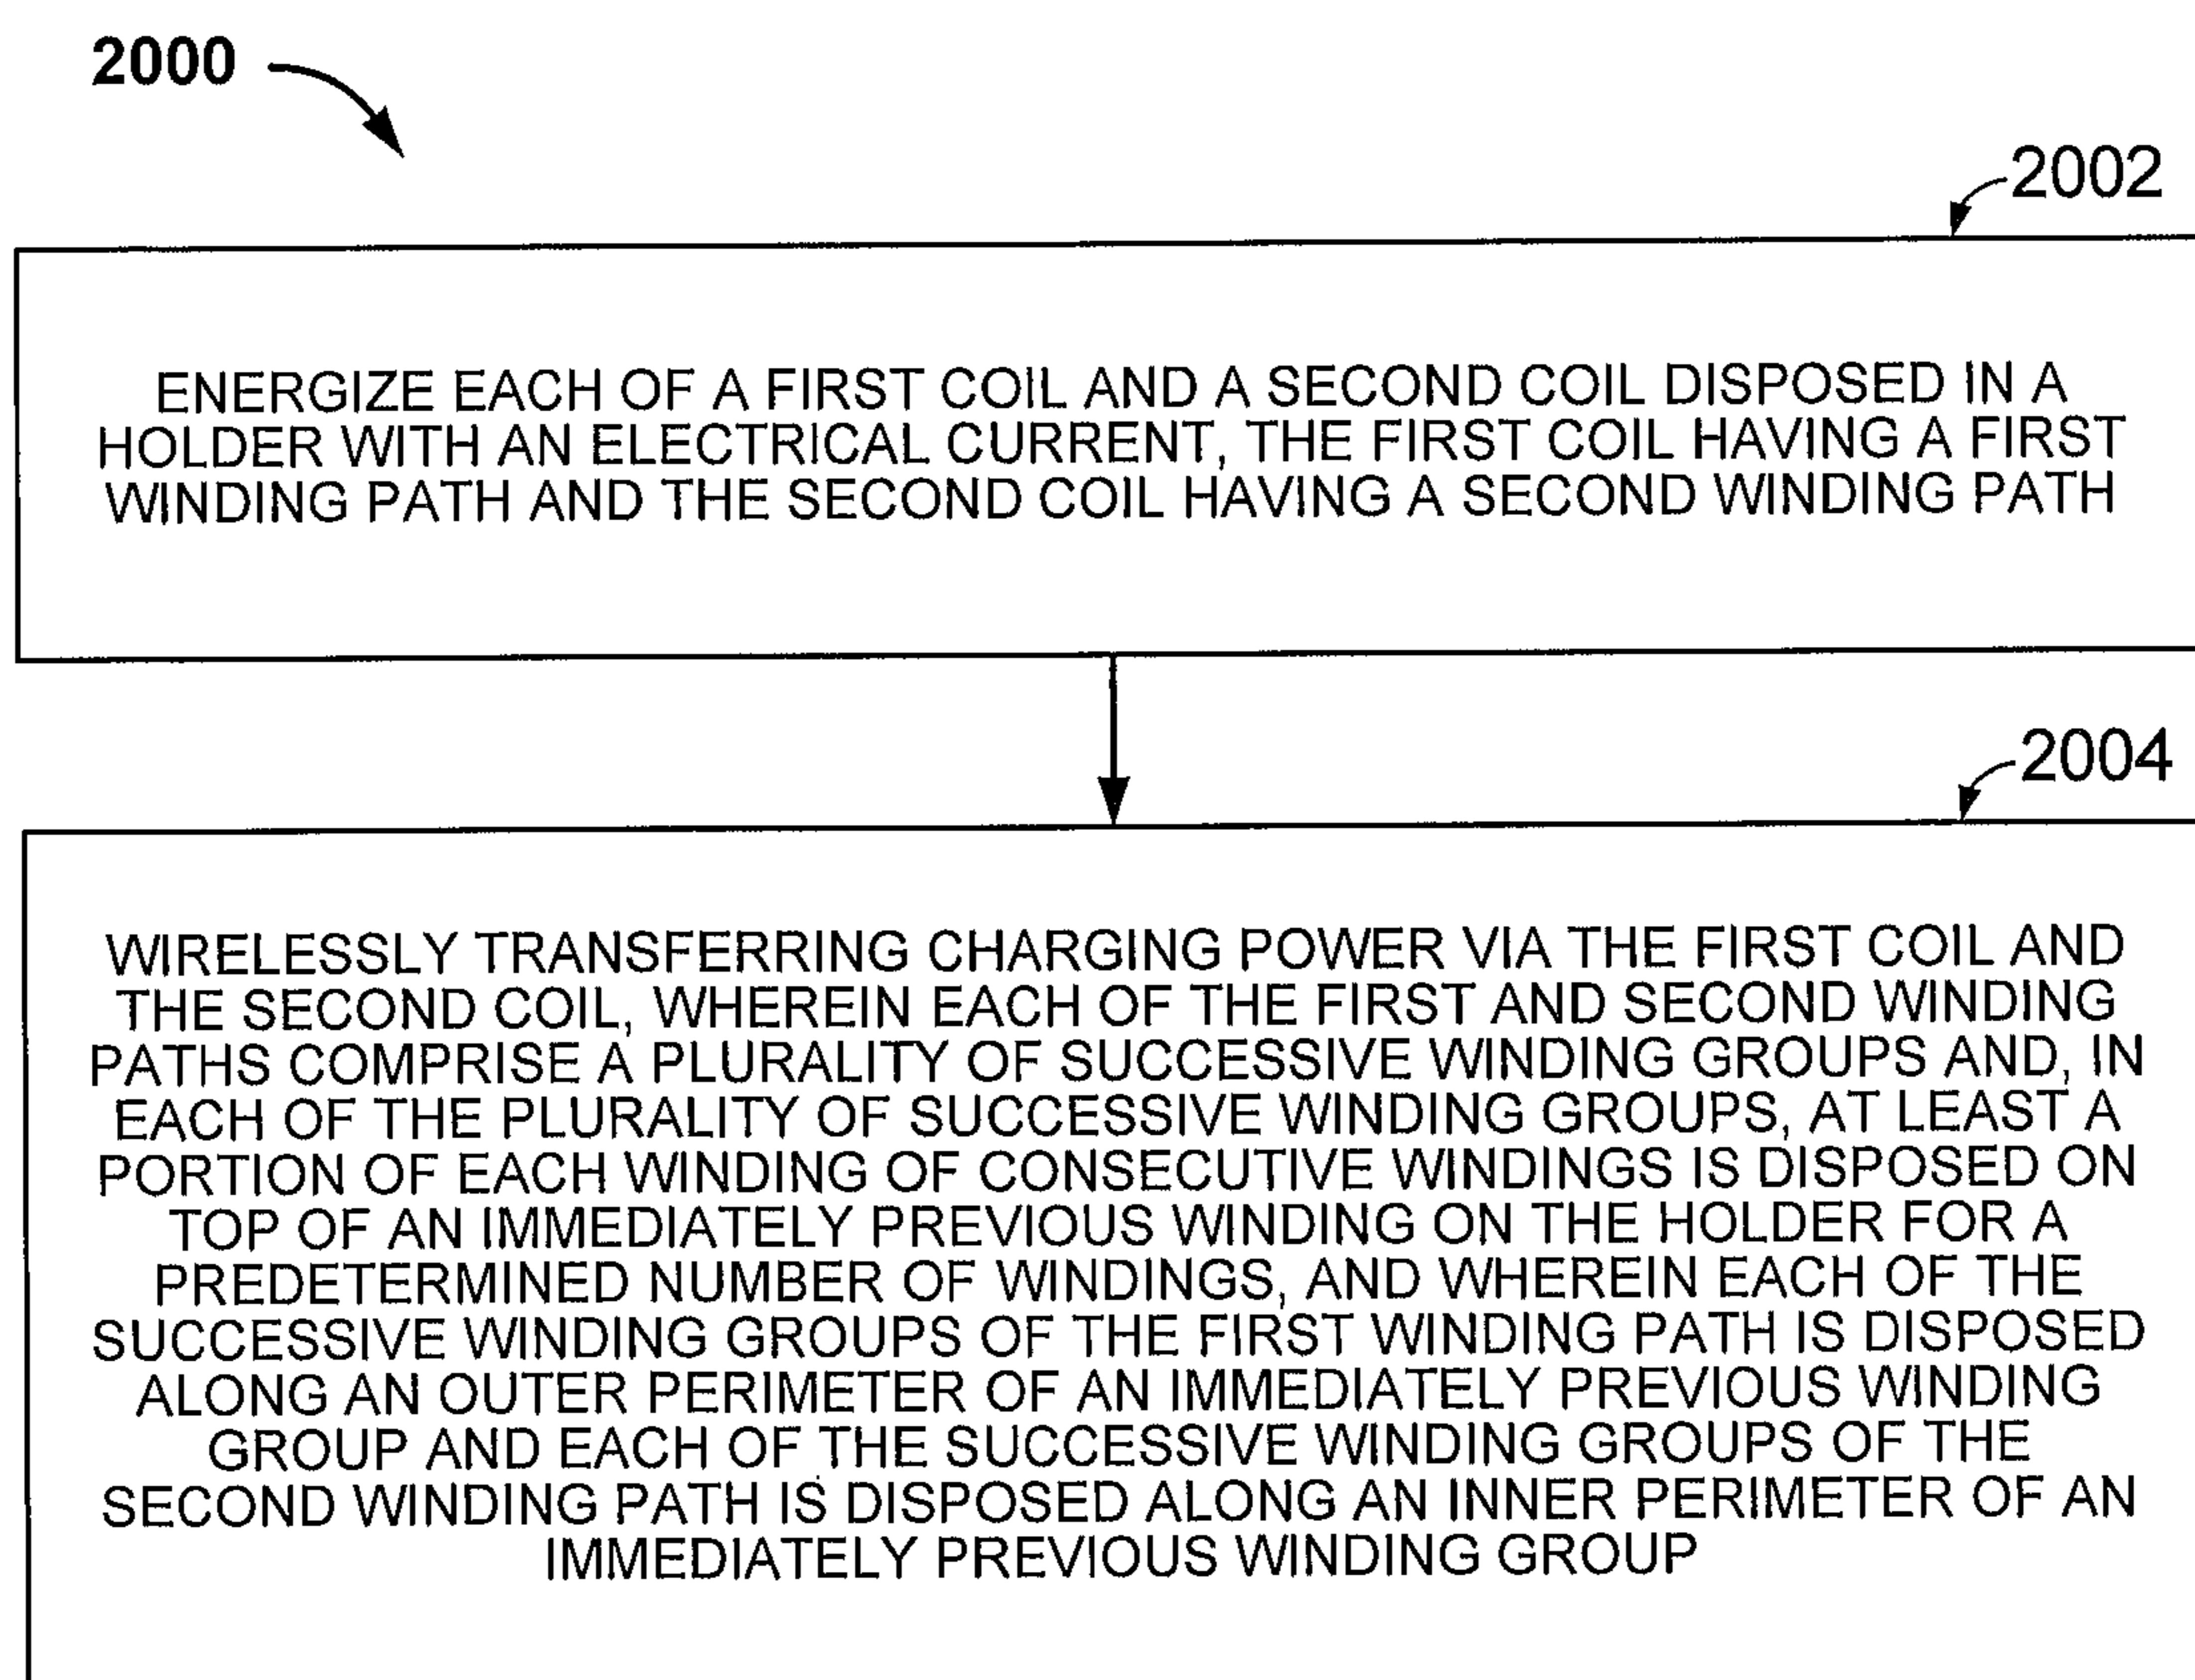 2000
2002
ENERGIZE EACH OF A FIRST COIL AND A SECOND COIL DISPOSED IN A
HOLDER WITH AN ELECTRICAL CURRENT, THE FIRST COIL HAVING A FIRST
WINDING PATH AND THE SECOND COIL HAVING A SECOND WINDING PATH
2004
WIRELESSLY TRANSFERRING CHARGING POWER VIA THE FIRST COIL AND
THE SECOND COIL, WHEREIN EACH OF THE FIRST AND SECOND WINDING
PATHS COMPRISE A PLURALITY OF SUCCESSIVE WINDING GROUPS AND, IN
EACH OF THE PLURALITY OF SUCCESSIVE WINDING GROUPS, AT LEAST A
PORTION OF EACH WINDING OF CONSECUTIVE WINDINGS IS DISPOSED ON
TOP OF AN IMMEDIATELY PREVIOUS WINDING ON THE HOLDER FOR A
PREDETERMINED NUMBER OF WINDINGS, AND WHEREIN EACH OF THE
SUCCESSIVE WINDING GROUPS OF THE FIRST WINDING PATH IS DISPOSED
ALONG AN OUTER PERIMETER OF AN IMMEDIATELY PREVIOUS WINDING
GROUP AND EACH OF THE SUCCESSIVE WINDING GROUPS OF THE
SECOND WINDING PATH IS DISPOSED ALONG AN INNER PERIMETER OF AN
IMMEDIATELY PREVIOUS WINDING GROUP